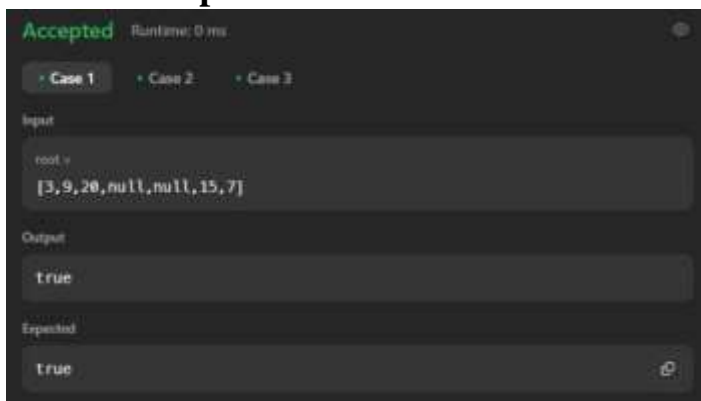 Accepted Runtime: 0 ms
• Case 1 • Case 2 • Case 3
Input
root =
[3,9,20,null,null,15,7]
Output
true
Expected
true